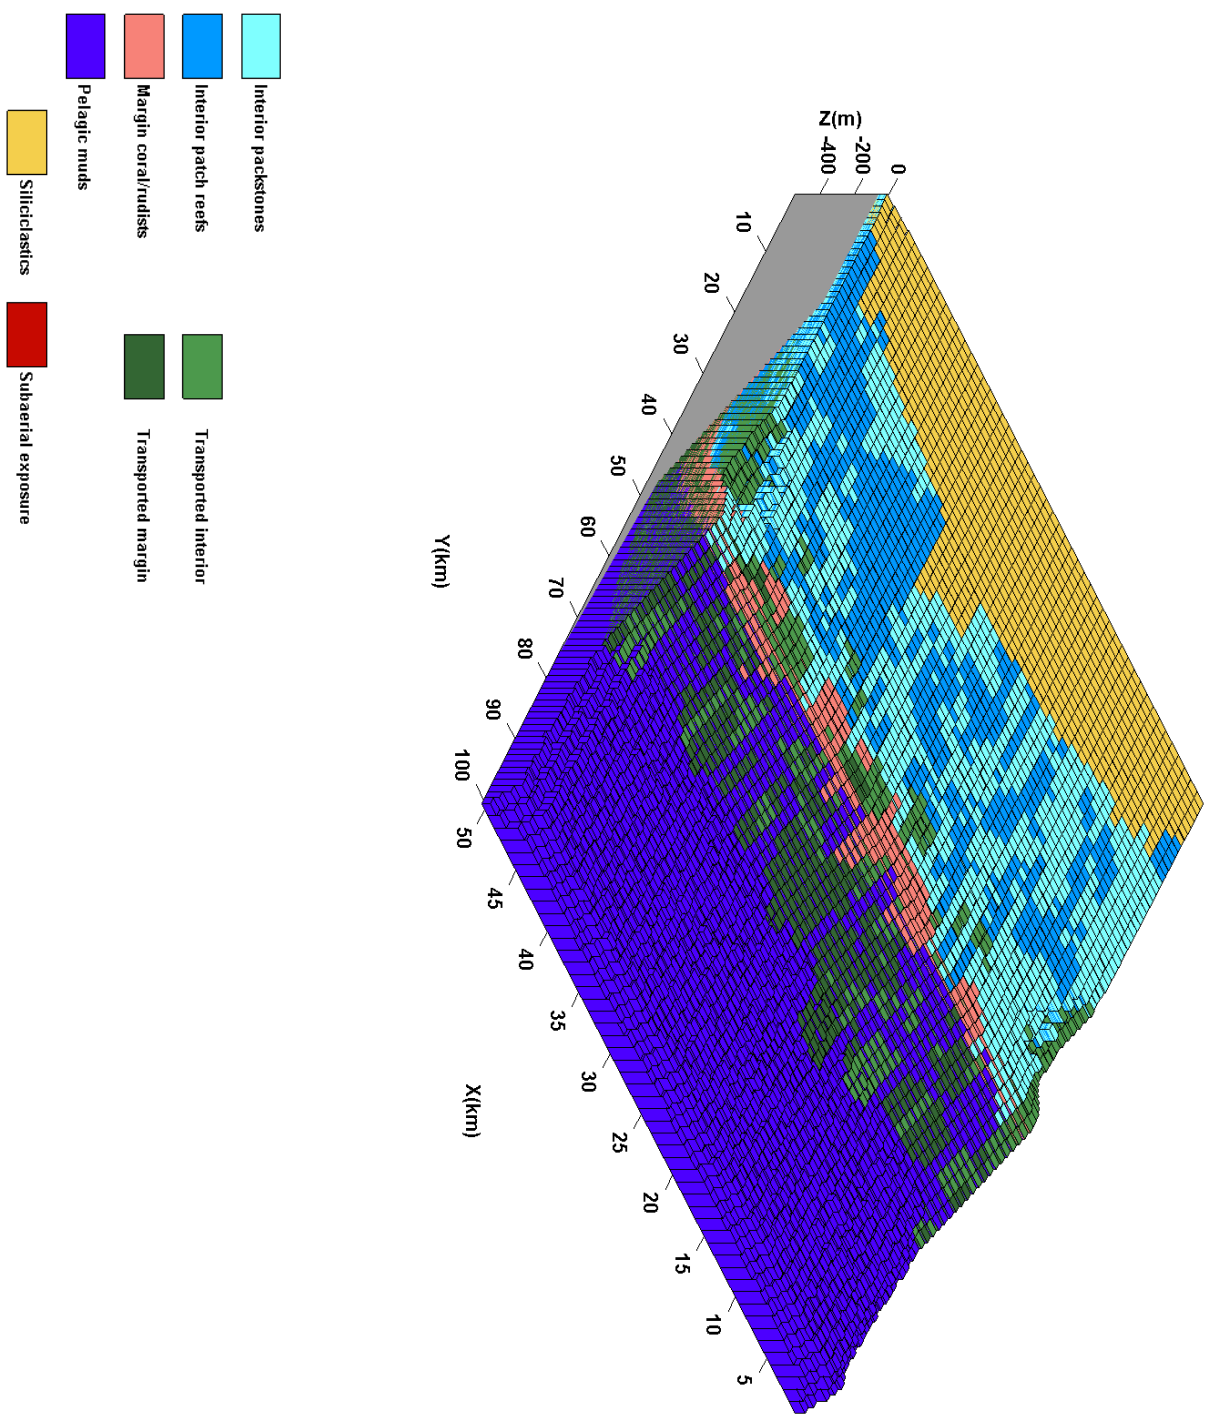 Z(m)
0
-200
-400
10
20
30
40
50
60
70
80
90
100
Y(km)
50
45
40
35
30
25
20
15
10
5
X(km)
Interior packstones
Interior patch reefs
Transported interior
Margin coral/rudists
Transported margin
Pelagic muds
Siliciclastics
Subaerial exposure